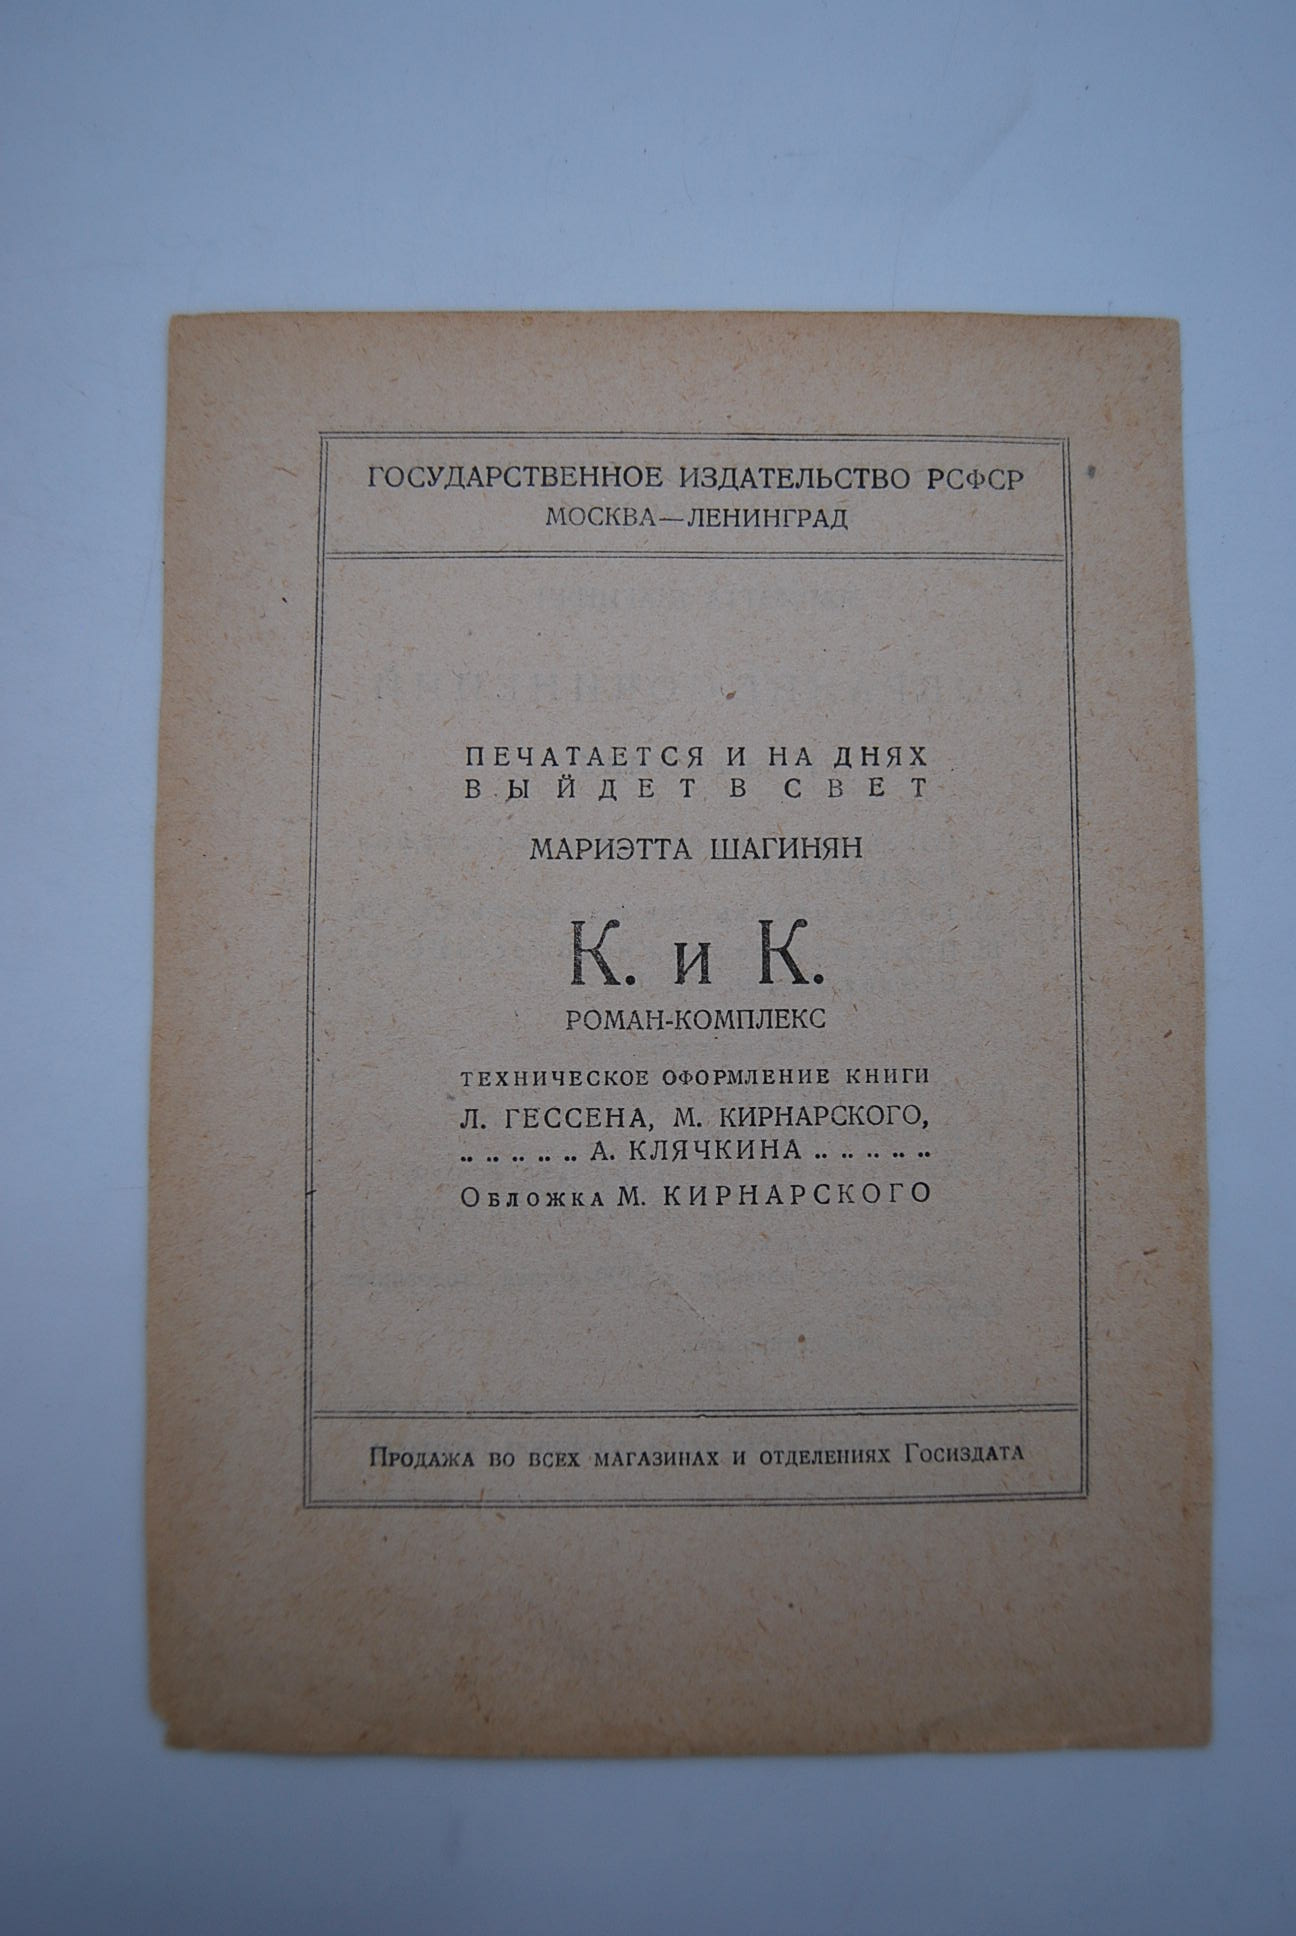 ГОСУДАРСТВЕННОЕ ИЗДАТЕЛЬСТВО РСФСР
МОСКВА—ЛЕНИНГРАД
ПЕЧАТАЕТСЯ И НА ДНЯХ
ВЫЙДЕТ В СВЕТ
МАРИЭТТА ШАГИНЯН
К. и К.
РОМАН-КОМПЛЕКС
ТЕХНИЧЕСКОЕ ОФОРМЛЕНИЕ КНИГИ
Л. ГЕССЕНА, М. КИРНАРСКОГО,
.. .. .. .. .. А. КЛЯЧКИНА .. .. .. .. ..
Обложка М. КИРНАРСКОГО
Продажа во всех магазинах и отделениях Госиздата